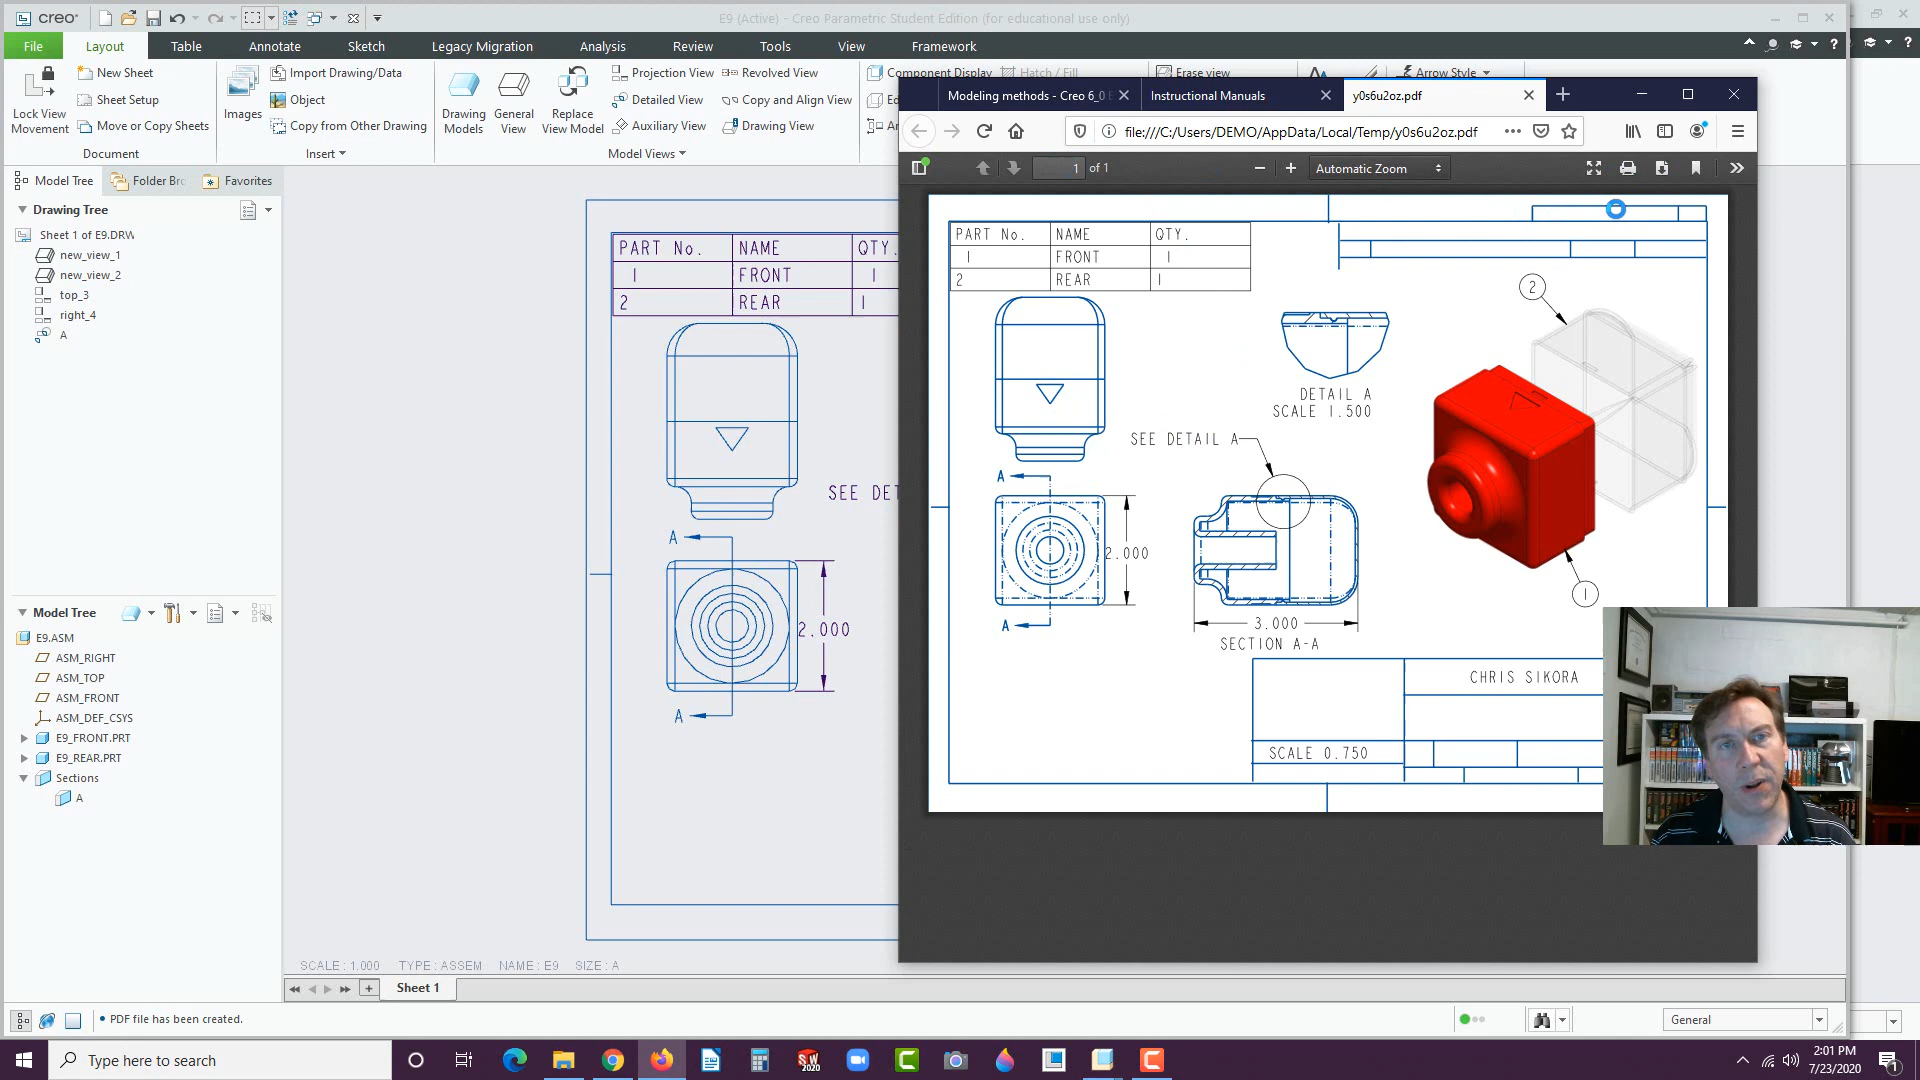 creo
E9 (Active) - Creo Parametric Student Edition (for educational use only)
File
Layout
Table
Annotate
Sketch
Legacy Migration
Analysis
Review
Tools
View
Framework
Lock View
Movement
New Sheet
Sheet Setup
Move or Copy Sheets
Document
Images
Import Drawing/Data
Object
Copy from Other Drawing
Insert
Drawing
Models
General
View
Replace
View Model
Projection View
Detailed View
Auxiliary View
Revolved View
Copy and Align View
Drawing View
Model Views
Component Display
Hatch / Fill
Erase view
Arrow Style
Modeling methods - Creo 6_0
Instructional Manuals
y0s6u2oz.pdf
file:///C:/Users/DEMO/AppData/Local/Temp/y0s6u2oz.pdf
1 of 1
Automatic Zoom
Model Tree
Folder Br
Favorites
Drawing Tree
Sheet 1 of E9.DRW
new_view_1
new_view_2
top_3
right_4
A
Model Tree
E9.ASM
ASM_RIGHT
ASM_TOP
ASM_FRONT
ASM_DEF_CSYS
E9_FRONT.PRT
E9_REAR.PRT
Sections
A
PART No. NAME QTY.
1 FRONT 1
2 REAR 1
SEE DET
A
2.000
A
SCALE : 1.000 TYPE : ASSEM NAME : E9 SIZE : A
Sheet 1
PART No. NAME QTY.
1 FRONT 1
2 REAR 1
2
DETAIL A
SCALE 1.500
SEE DETAIL A
A
2.000
A
3.000
SECTION A-A
1
CHRIS SIKORA
SCALE 0.750
PDF file has been created.
General
Type here to search
SW
2020
2:01 PM
7/23/2020
1